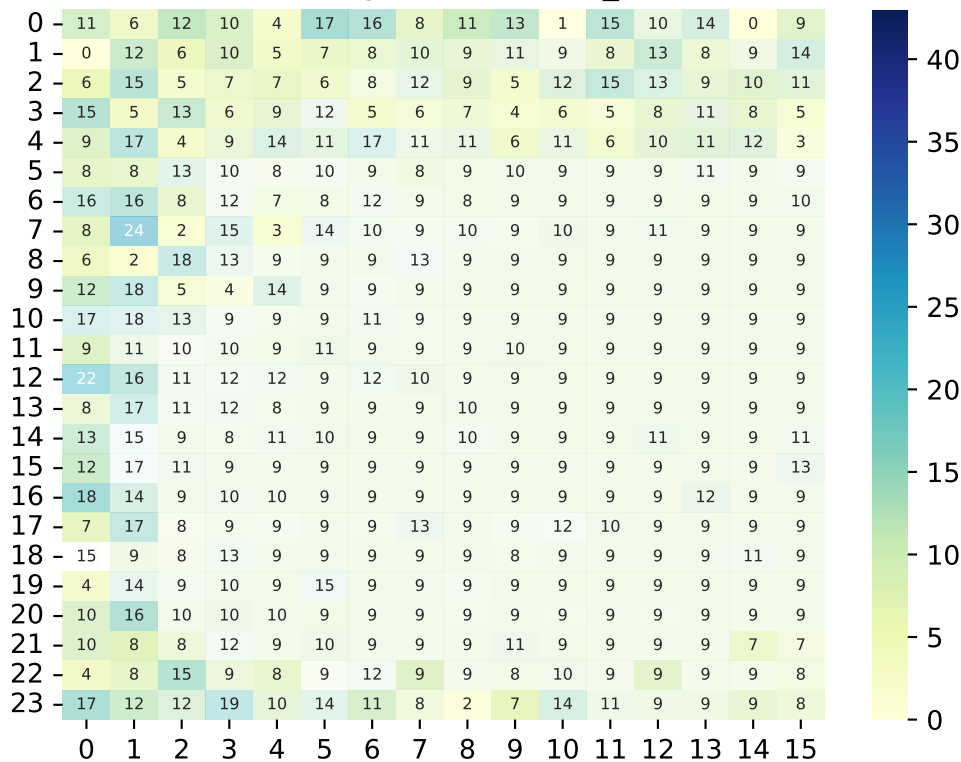 0 11 6 12 10 4 17 16 8 11 13 1 15 10 14 0 9
1 0 12 6 10 5 7 8 10 9 11 9 8 13 8 9 14
2 6 15 5 7 7 6 8 12 9 5 12 15 13 9 10 11
3 15 5 13 6 9 12 5 6 7 4 6 5 8 11 8 5
4 9 17 4 9 14 11 17 11 11 6 11 6 10 11 12 3
5 8 8 13 10 8 10 9 8 9 10 9 9 9 11 9 9
6 16 16 8 12 7 8 12 9 8 9 9 9 9 9 9 10
7 8 24 2 15 3 14 10 9 10 9 10 9 11 9 9 9
8 6 2 18 13 9 9 9 13 9 9 9 9 9 9 9 9
9 12 18 5 4 14 9 9 9 9 9 9 9 9 9 9 9
10 17 18 13 9 9 9 11 9 9 9 9 9 9 9 9 9
11 9 11 10 10 9 11 9 9 9 10 9 9 9 9 9 9
12 22 16 11 12 12 9 12 10 9 9 9 9 9 9 9 9
13 8 17 11 12 8 9 9 9 10 9 9 9 9 9 9 9
14 13 15 9 8 11 10 9 9 10 9 9 9 11 9 9 11
15 12 17 11 9 9 9 9 9 9 9 9 9 9 9 9 13
16 18 14 9 10 10 9 9 9 9 9 9 9 9 12 9 9
17 7 17 8 9 9 9 9 13 9 9 12 10 9 9 9 9
18 15 9 8 13 9 9 9 9 9 8 9 9 9 9 11 9
19 4 14 9 10 9 15 9 9 9 9 9 9 9 9 9 9
20 10 16 10 10 10 9 9 9 9 9 9 9 9 9 9 9
21 10 8 8 12 9 10 9 9 9 11 9 9 9 9 7 7
22 4 8 15 9 8 9 12 9 9 8 10 9 9 9 9 8
23 17 12 12 19 10 14 11 8 2 7 14 11 9 9 9 8
0 1 2 3 4 5 6 7 8 9 10 11 12 13 14 15
40
35
30
25
20
15
10
5
0